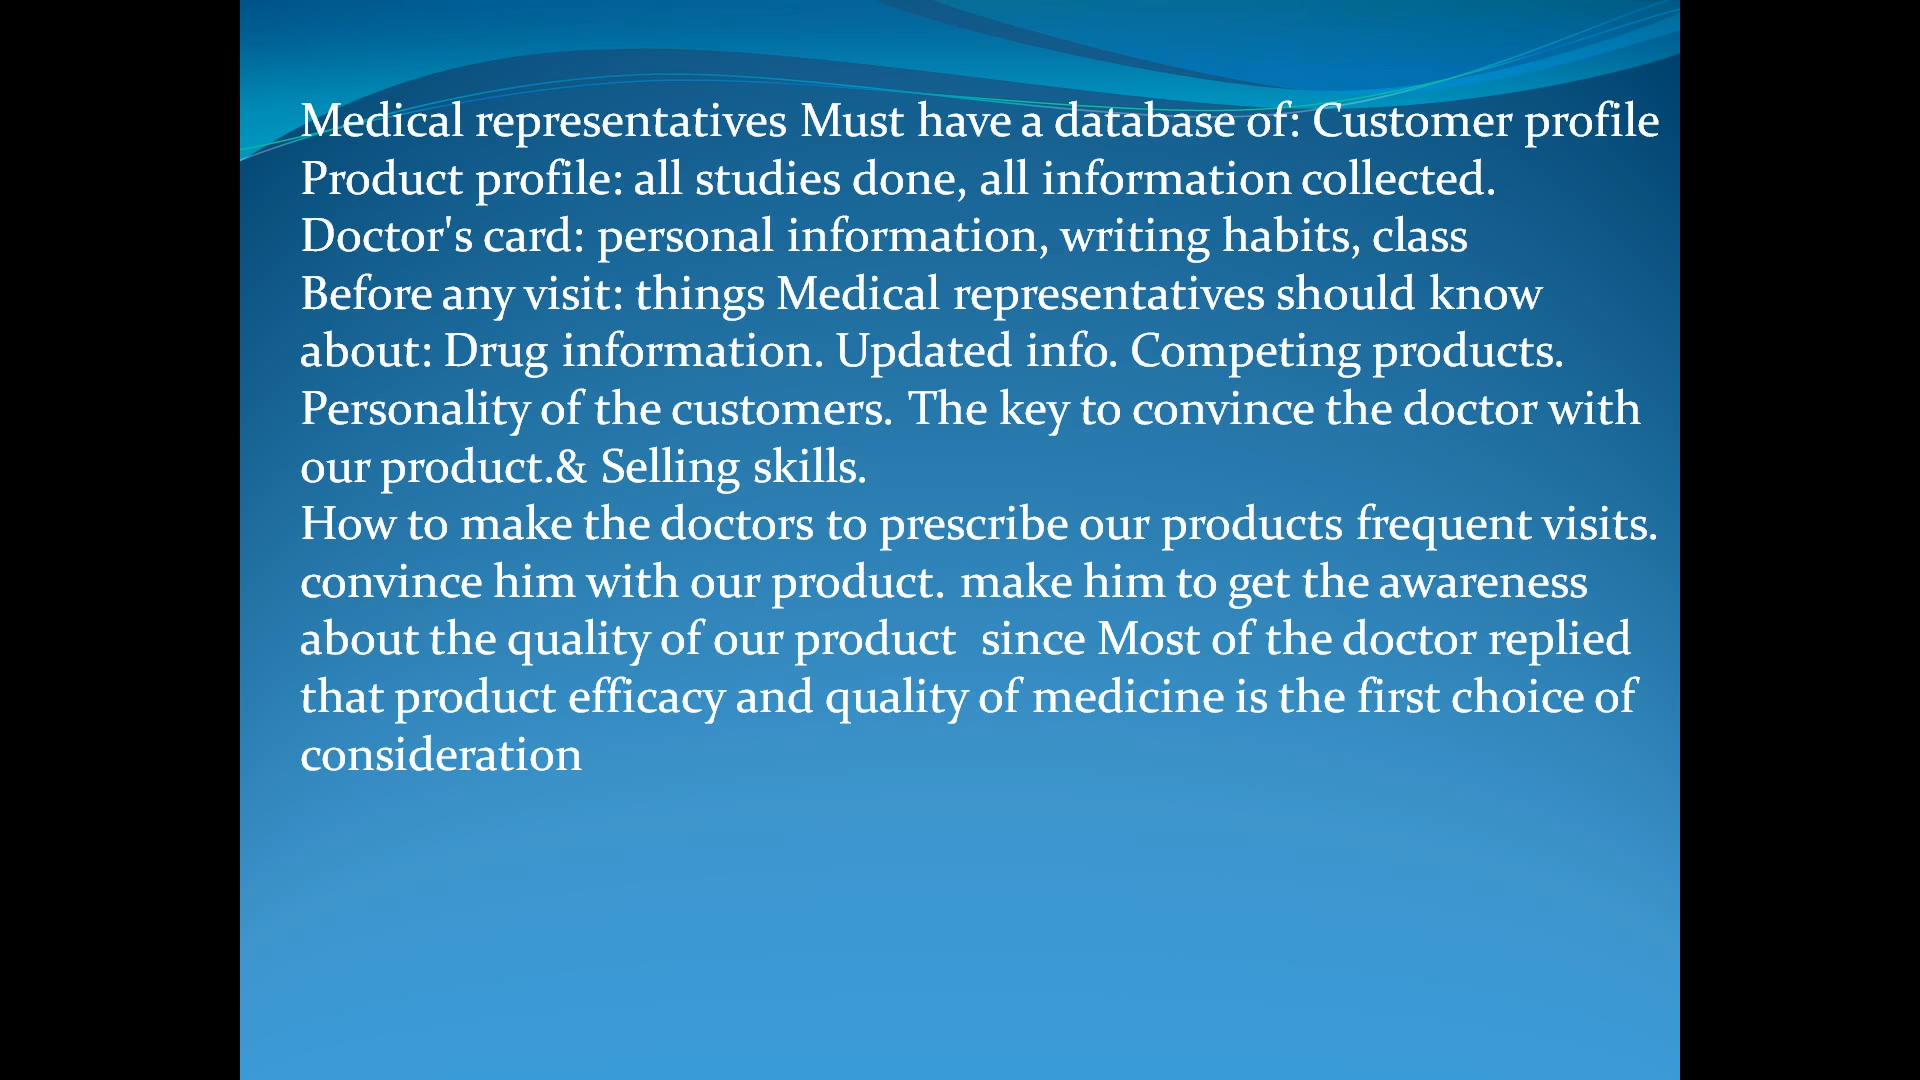 Medical representatives Must have a database of: Customer profile
Product profile: all studies done, all information collected.
Doctor's card: personal information, writing habits, class
Before any visit: things Medical representatives should know
about: Drug information. Updated info. Competing products.
Personality of the customers. The key to convince the doctor with
our product.& Selling skills.
How to make the doctors to prescribe our products frequent visits.
convince him with our product. make him to get the awareness
about the quality of our product  since Most of the doctor replied
that product efficacy and quality of medicine is the first choice of
consideration